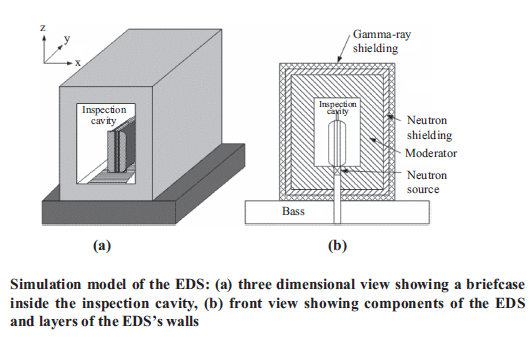 z
y
x
Inspection
cavity
(a)
Gamma-ray
shielding
Inspection
cavity
Neutron
shielding
Moderator
Neutron
source
Bass
(b)
Simulation model of the EDS: (a) three dimensional view showing a briefcase
inside the inspection cavity, (b) front view showing components of the EDS
and layers of the EDS's walls